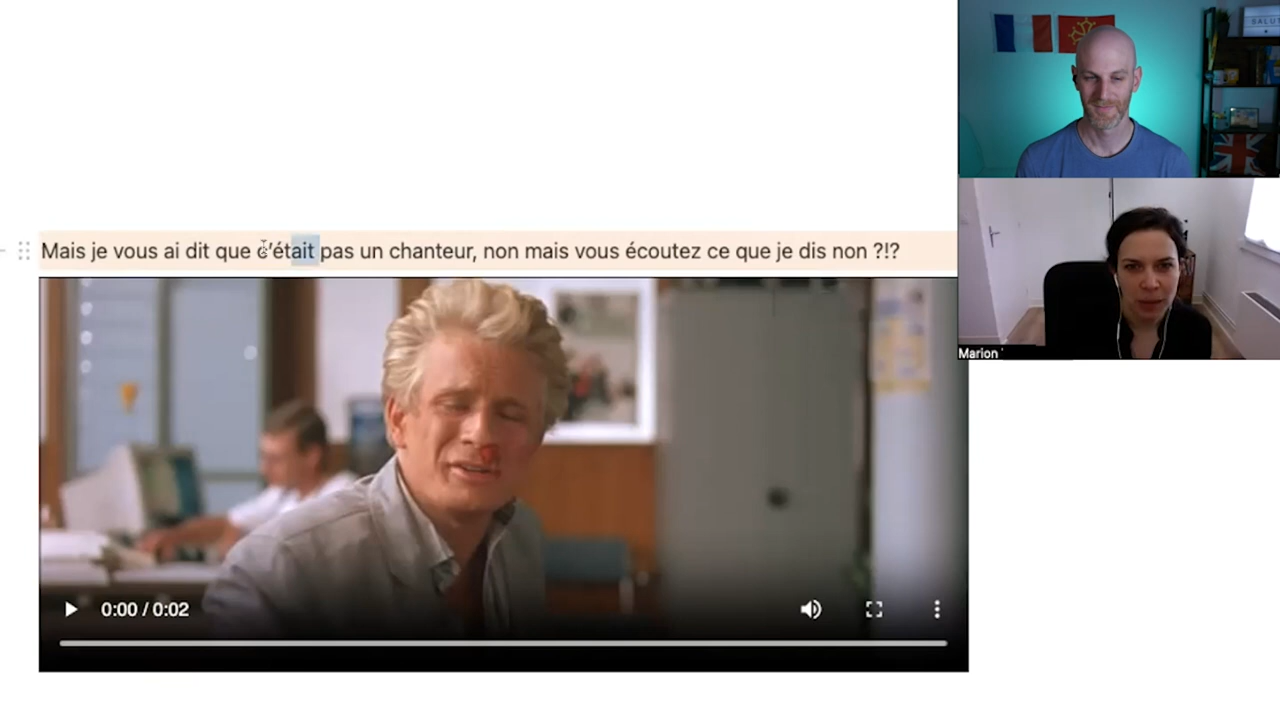 SALUT
Mais je vous ai dit que c'était pas un chanteur, non mais vous écoutez ce que je dis non ?!?
Marion
0:00 / 0:02